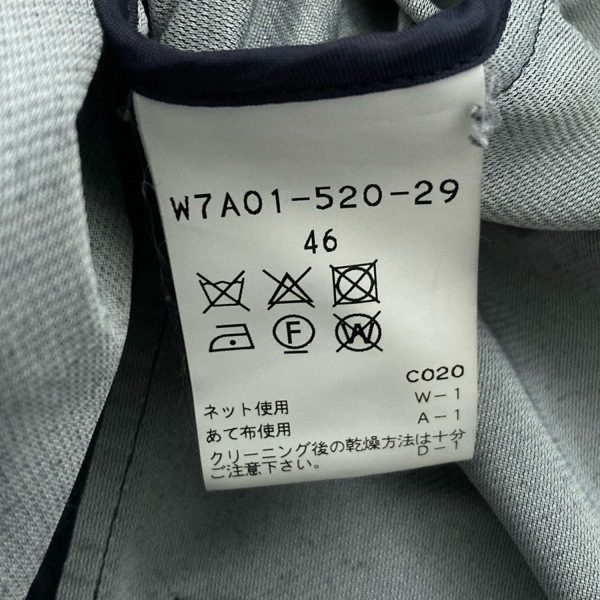 W7A01-520-29
46
F
W
C020
W-1
ネット使用
A-1
あて布使用
D-1
クリーニング後の乾燥方法は十分
ご注意下さい。